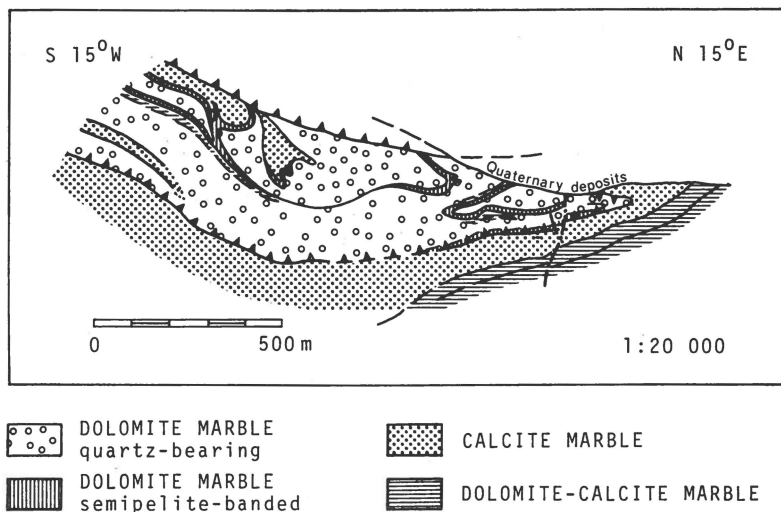 S 15°W
N 15°E
Quaternary deposits
0 500 m
1:20 000
DOLOMITE MARBLE
quartz-bearing
DOLOMITE MARBLE
semipelite-banded
CALCITE MARBLE
DOLOMITE-CALCITE MARBLE